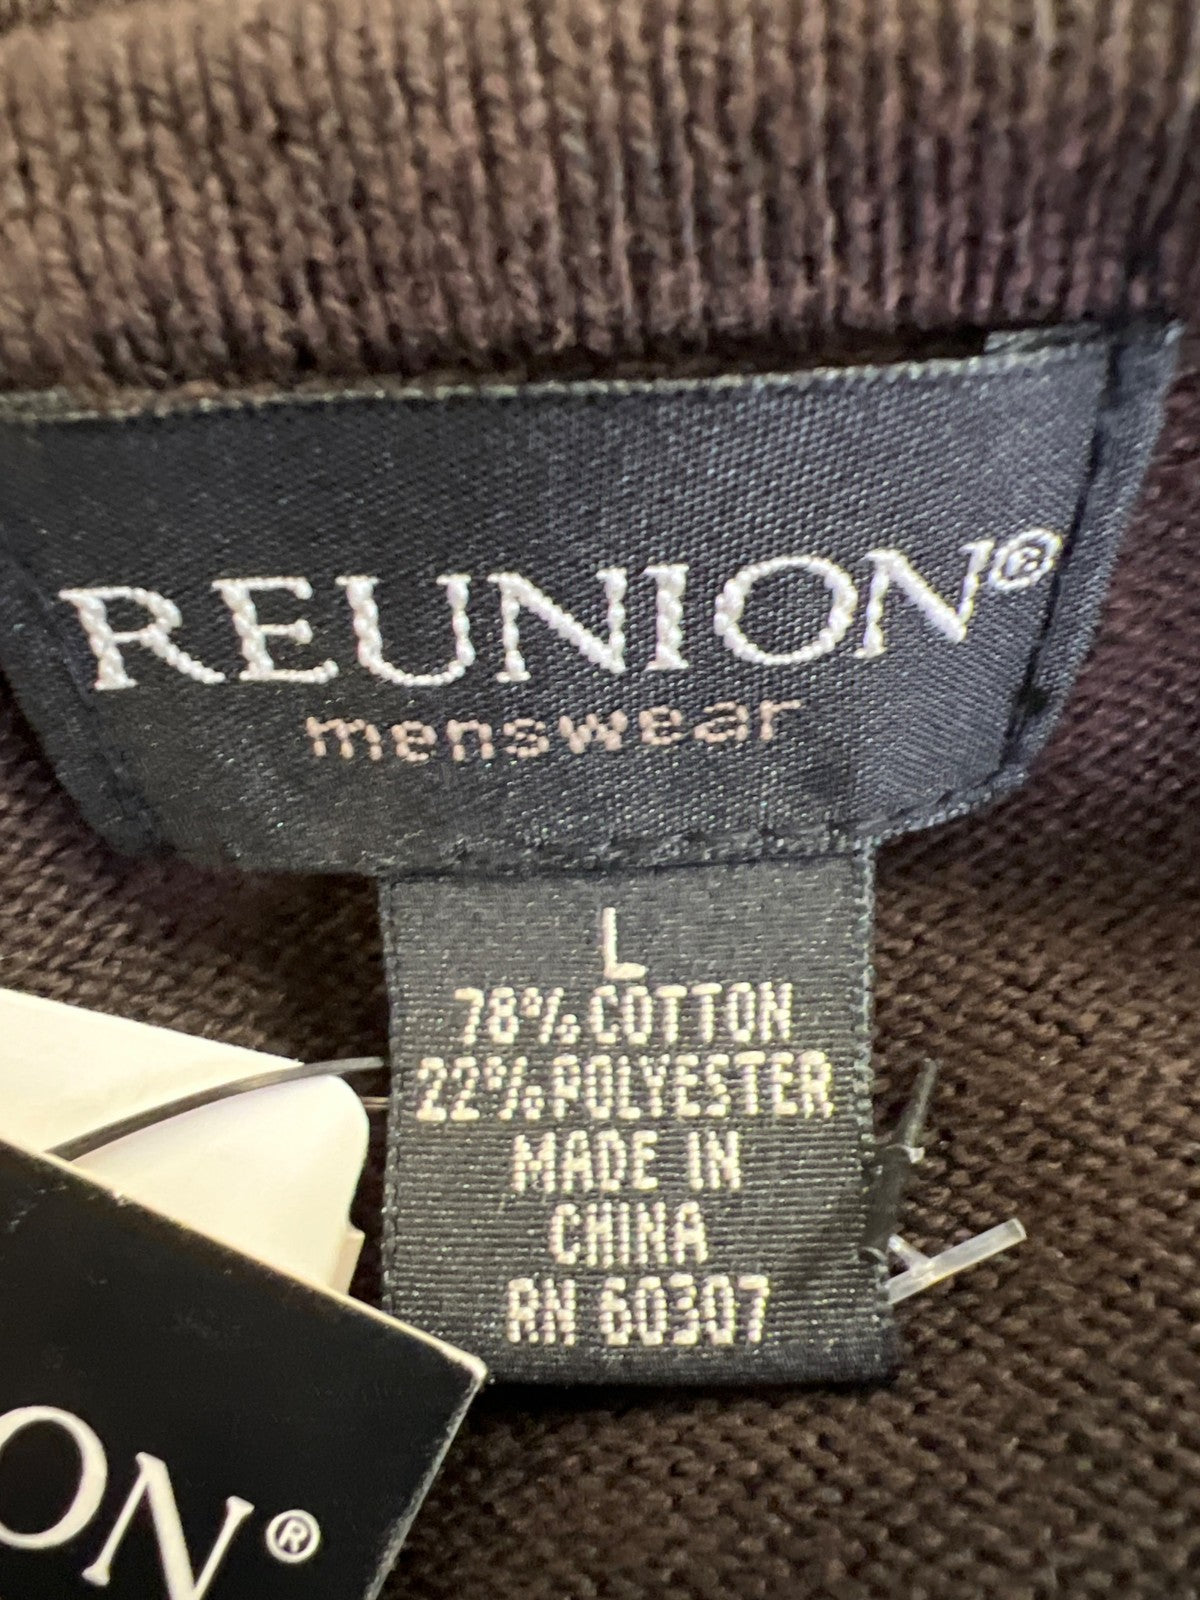 REUNION®
menswear
L
78% COTTON
22% POLYESTER
MADE IN
CHINA
RN 60307
ON®